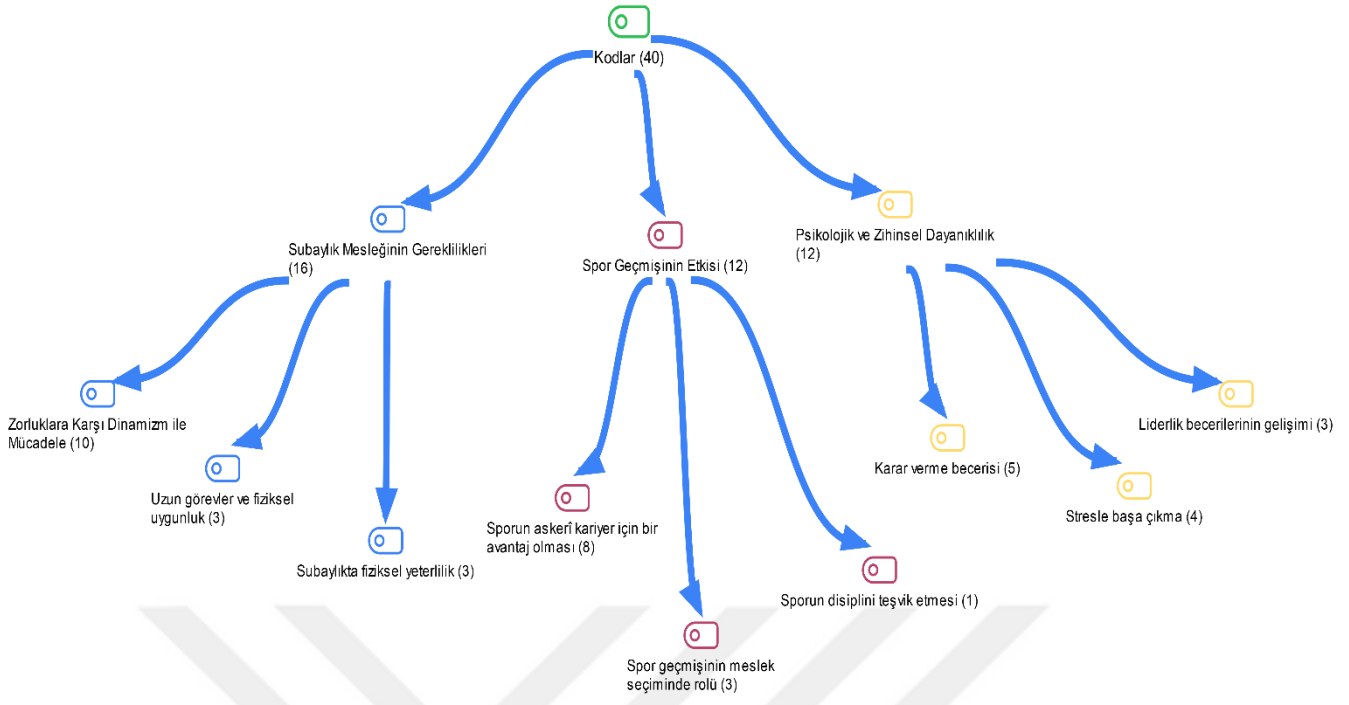 Kodlar (40)
Subaylık Mesleğinin Gereklilikleri
(16)
Spor Geçmişinin Etkisi (12)
Psikolojik ve Zihinsel Dayanıklılık
(12)
Zorluklara Karşı Dinamizm ile
Mücadele (10)
Uzun görevler ve fiziksel
uygunluk (3)
Subaylıkta fiziksel yeterlilik (3)
Sporun askerî kariyer için bir
avantaj olması (8)
Spor geçmişinin meslek
seçiminde rolü (3)
Sporun disiplini teşvik etmesi (1)
Karar verme becerisi (5)
Stresle başa çıkma (4)
Liderlik becerilerinin gelişimi (3)